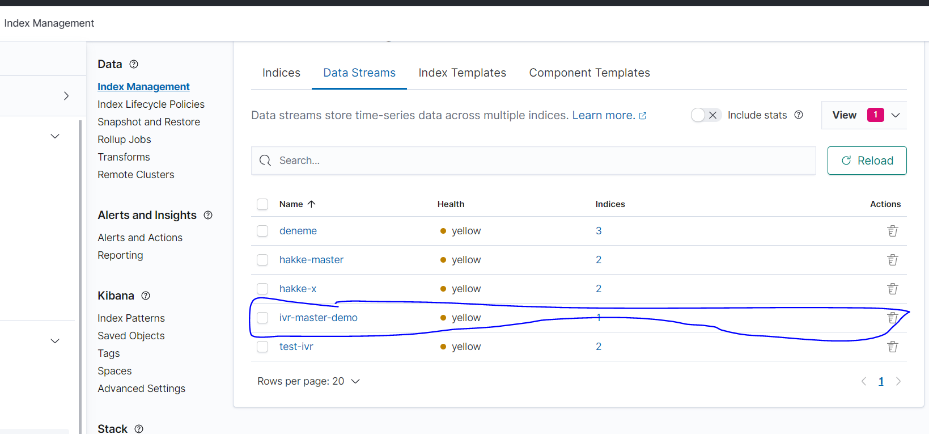 Index Management
Data
Index Management
Index Lifecycle Policies
Snapshot and Restore
Rollup Jobs
Transforms
Remote Clusters
Alerts and Insights
Alerts and Actions
Reporting
Kibana
Index Patterns
Saved Objects
Tags
Spaces
Advanced Settings
Stack
Indices Data Streams Index Templates Component Templates
Data streams store time-series data across multiple indices. Learn more. Include stats View 1
Search... Reload
Name Health Indices Actions
deneme yellow 3
hakke-master yellow 2
hakke-x yellow 2
ivr-master-demo yellow 1
test-ivr yellow 2
Rows per page: 20 1